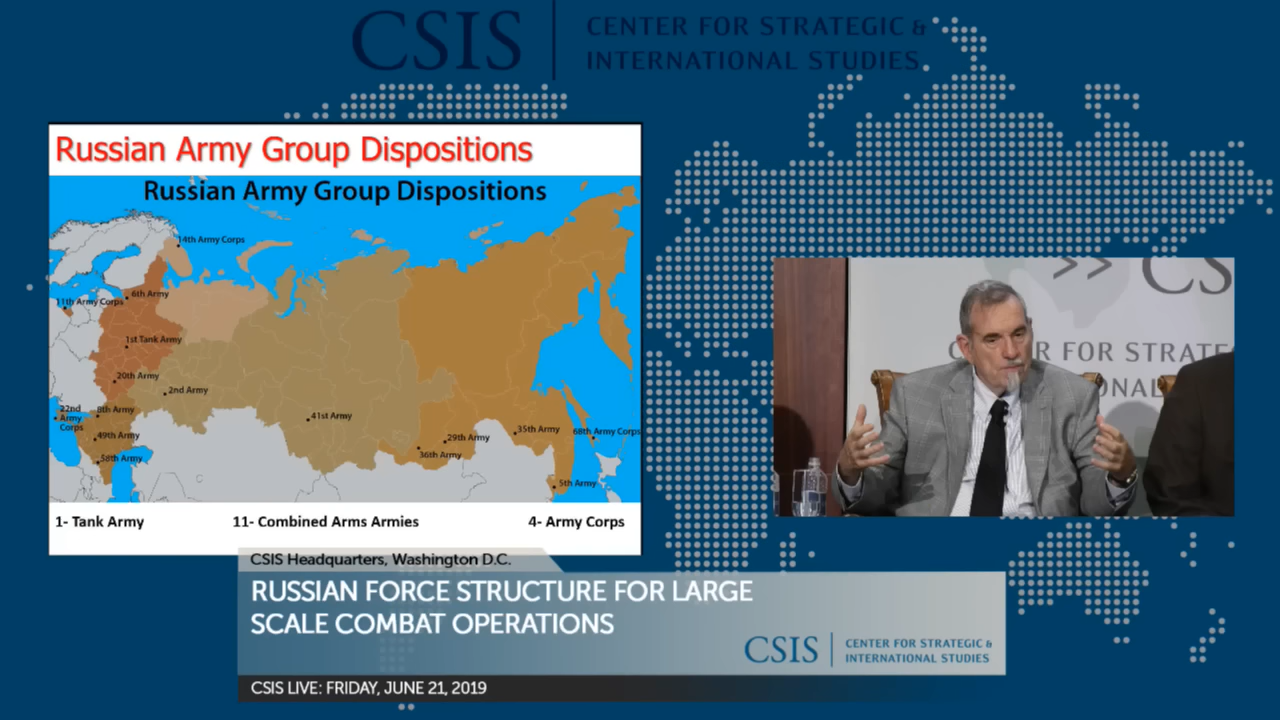 CSIS
CENTER FOR STRATEGIC &
INTERNATIONAL STUDIES
Russian Army Group Dispositions
Russian Army Group Dispositions
14th Army Corps
6th Army
11th Army Corps
1st Tank Army
20th Army
2nd Army
22nd
Army
Corps
8th Army
49th Army
58th Army
41st Army
29th Army
36th Army
35th Army
68th Army Corps
5th Army
1- Tank Army
11- Combined Arms Armies
4- Army Corps
>> CS
C
R FOR STRATE
ONAL
CSIS Headquarters, Washington D.C.
RUSSIAN FORCE STRUCTURE FOR LARGE
SCALE COMBAT OPERATIONS
CSIS
CENTER FOR STRATEGIC &
INTERNATIONAL STUDIES
CSIS LIVE: FRIDAY, JUNE 21, 2019